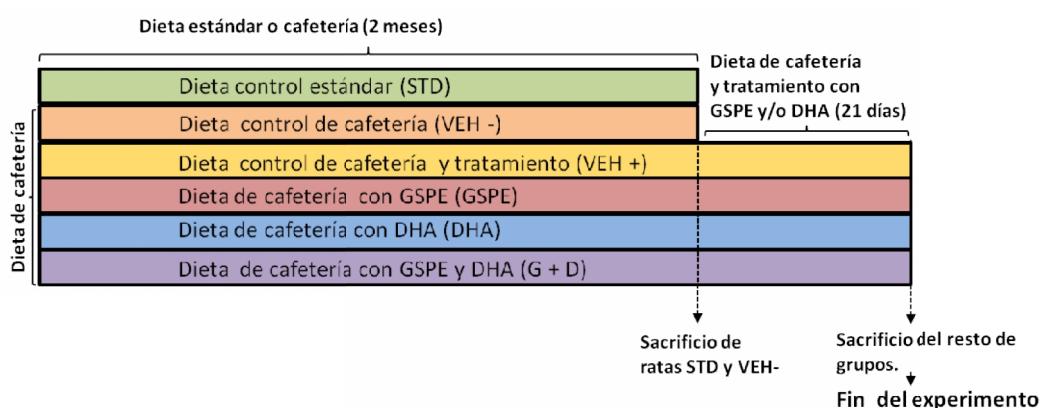 Dieta estándar o cafetería (2 meses)
Dieta de cafetería
y tratamiento con
GSPE y/o DHA (21 días)
Dieta control estándar (STD)
Dieta control de cafetería (VEH -)
Dieta control de cafetería y tratamiento (VEH +)
Dieta de cafetería con GSPE (GSPE)
Dieta de cafetería con DHA (DHA)
Dieta de cafetería con GSPE y DHA (G + D)
Dieta de cafetería
Sacrificio de
ratas STD y VEH-
Sacrificio del resto de
grupos.
Fin del experimento